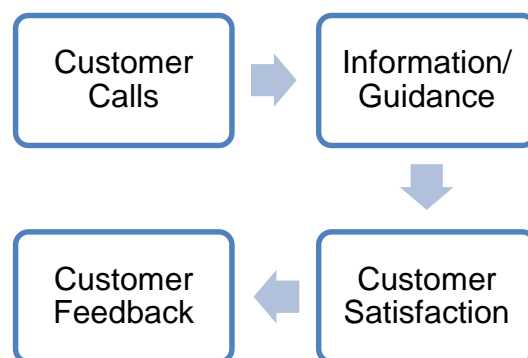 Customer
Calls
Information/
Guidance
Customer
Satisfaction
Customer
Feedback